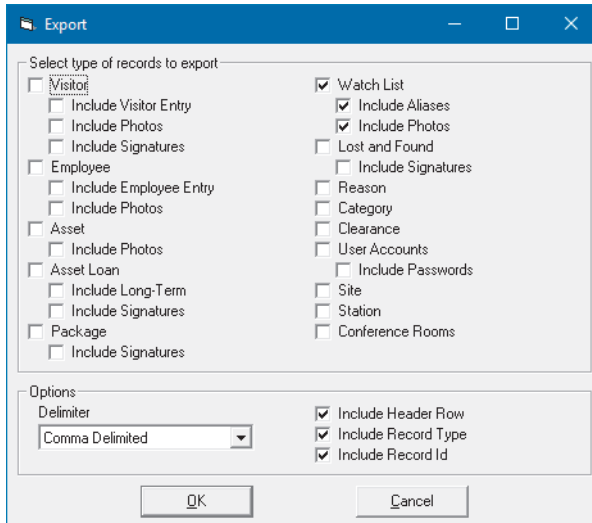 Export
Select type of records to export
Visitor
Include Visitor Entry
Include Photos
Include Signatures
Employee
Include Employee Entry
Include Photos
Asset
Include Photos
Asset Loan
Include Long-Term
Include Signatures
Package
Include Signatures
Watch List
Include Aliases
Include Photos
Lost and Found
Include Signatures
Reason
Category
Clearance
User Accounts
Include Passwords
Site
Station
Conference Rooms
Options
Delimiter
Comma Delimited
Include Header Row
Include Record Type
Include Record Id
OK
Cancel